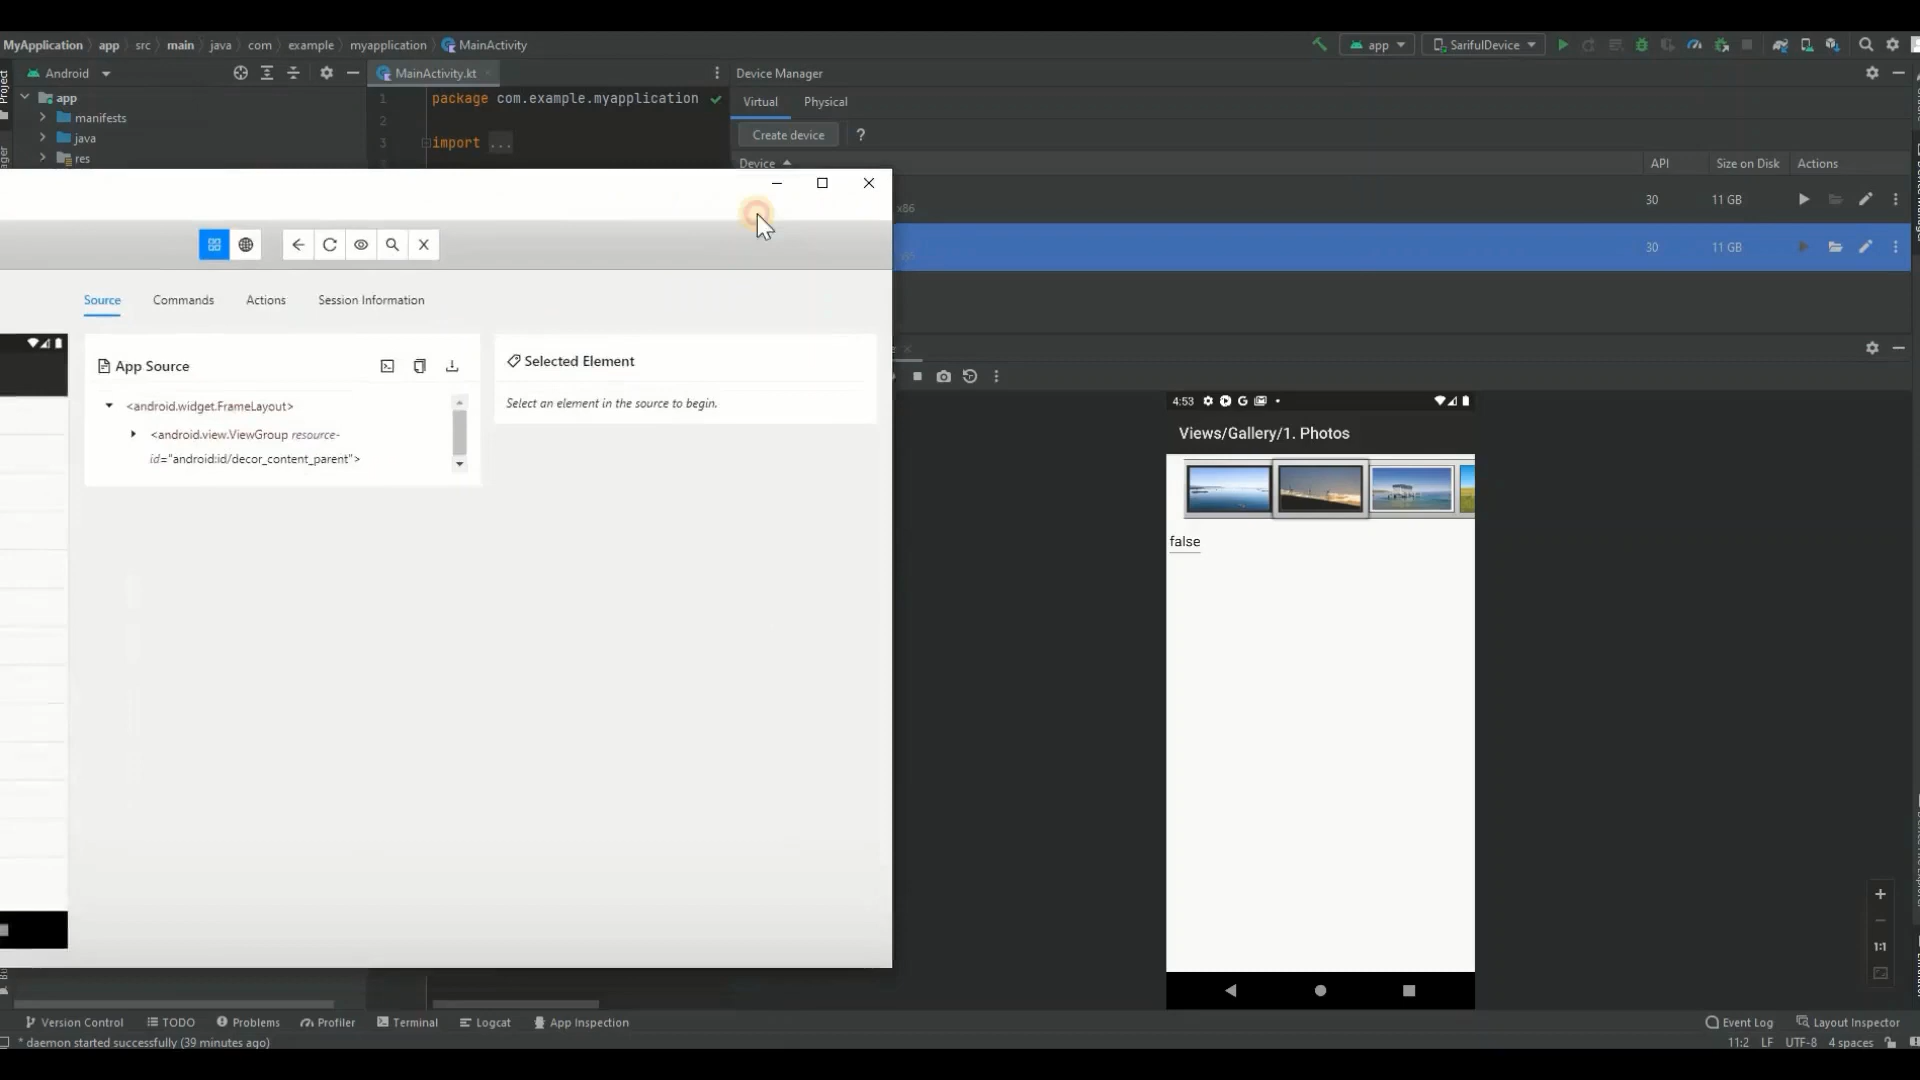 MyApplication app src main java com example myapplication MainActivity
app SarifulDevice
Project
Android
MainActivity.kt
Device Manager
app
manifests
java
res
1 package com.example.myapplication
2
3 import ...
Virtual Physical
Create device ?
Device API Size on Disk Actions
x86 30 11 GB
30 11 GB
Source Commands Actions Session Information
App Source
<android.widget.FrameLayout>
<android.view.ViewGroup resource-
id="android:id/decor_content_parent">
Selected Element
Select an element in the source to begin.
4:53
Views/Gallery/1. Photos
false
1:1
Version Control TODO Problems Profiler Terminal Logcat App Inspection Event Log Layout Inspector
* daemon started successfully (39 minutes ago) 11:2 LF UTF-8 4 spaces